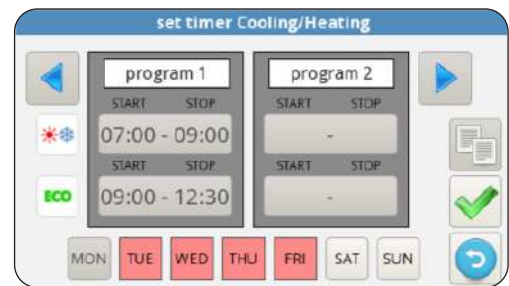 set timer Cooling/Heating
program 1 program 2
START STOP START STOP
07:00 - 09:00 -
START STOP START STOP
ECO 09:00 - 12:30 -
MON TUE WED THU FRI SAT SUN